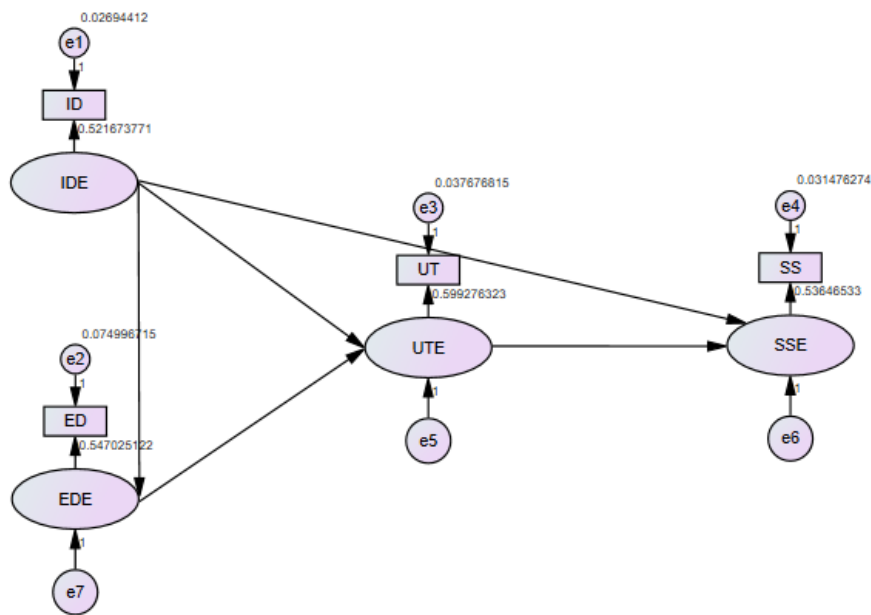 0.02694412
e1
1
ID
0.521673771
IDE
0.037676815
e3
1
UT
0.599276323
UTE
1
e5
0.031476274
e4
1
SS
0.53646533
SSE
1
e6
0.074996715
e2
1
ED
0.547025122
EDE
1
e7